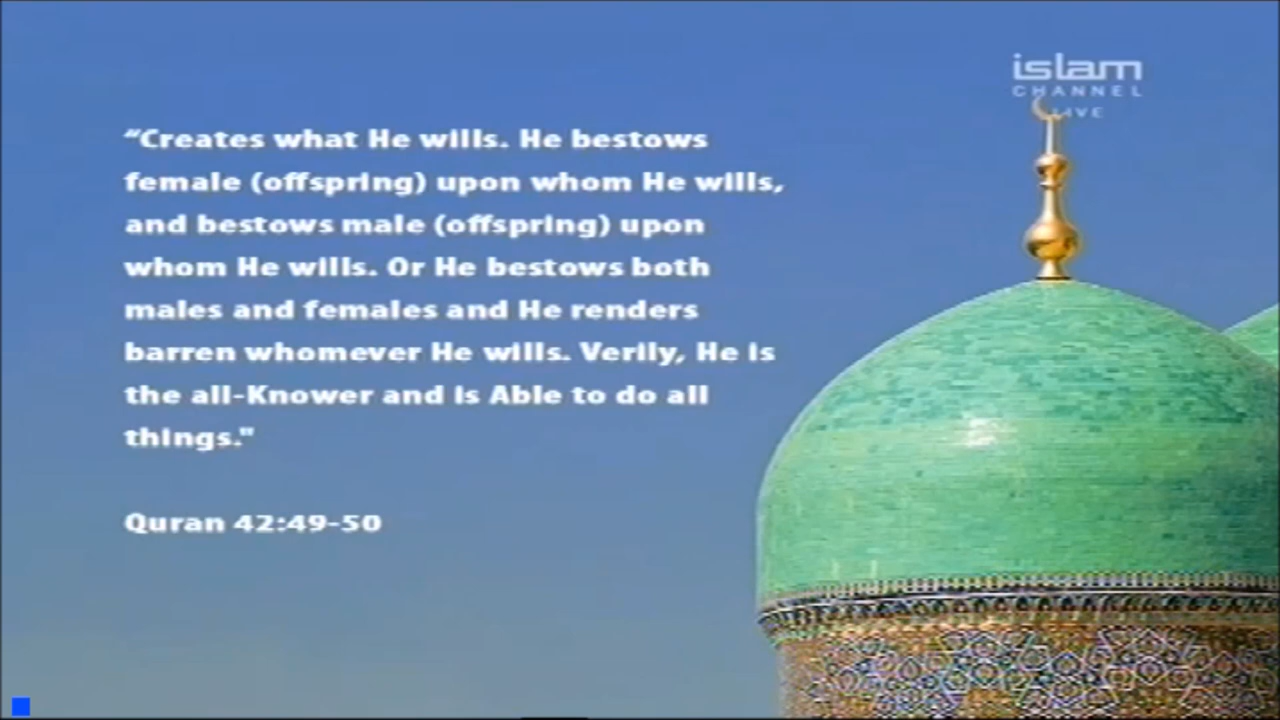 islam
CHANNEL
LIVE
“Creates what He wills. He bestows
female (offspring) upon whom He wills,
and bestows male (offspring) upon
whom He wills. Or He bestows both
males and females and He renders
barren whomever He wills. Verily, He is
the all-Knower and is Able to do all
things."
Quran 42:49-50